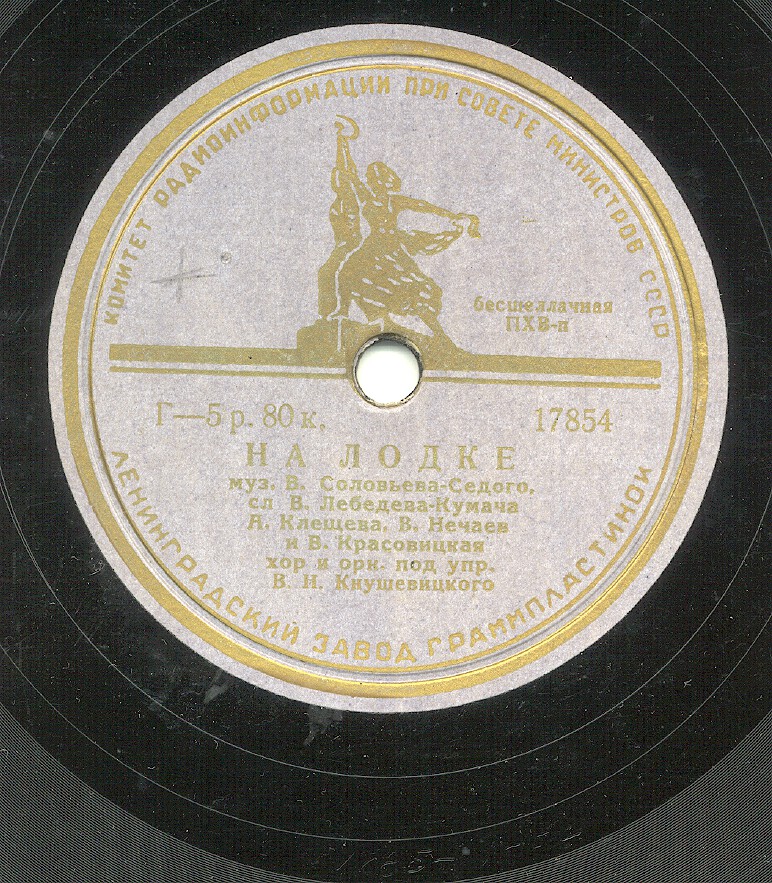 КОМИТЕТ РАДИОИНФОРМАЦИИ ПРИ СОВЕТЕ МИНИСТРОВ СССР
бесшеллачная
ПХВ-п
Г—5 р. 80 к.
17854
НА ЛОДКЕ
муз. В. Соловьева-Седого,
сл В. Лебедева-Кумача
А. Клещева, В. Нечаев
и В. Красовицкая
хор и орк. под упр.
В. Н. Кнушевицкого
ЛЕНИНГРАДСКИЙ ЗАВОД ГРАМПЛАСТИНОК